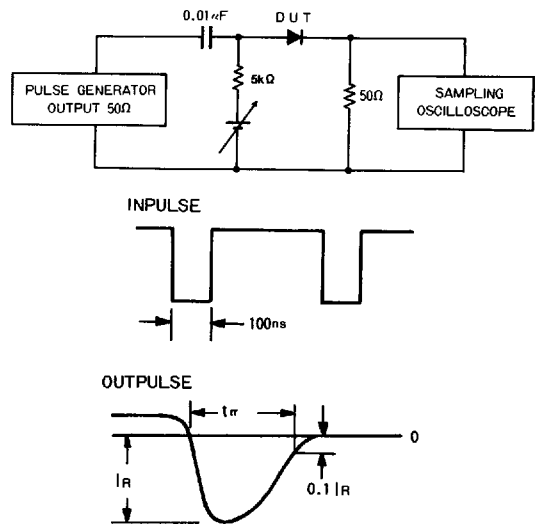 0.01μF
D U T
5kΩ
PULSE GENERATOR
OUTPUT 50Ω
50Ω
SAMPLING
OSCILLOSCOPE
INPULSE
100ns
OUTPULSE
trr
0
IR
0.1 IR